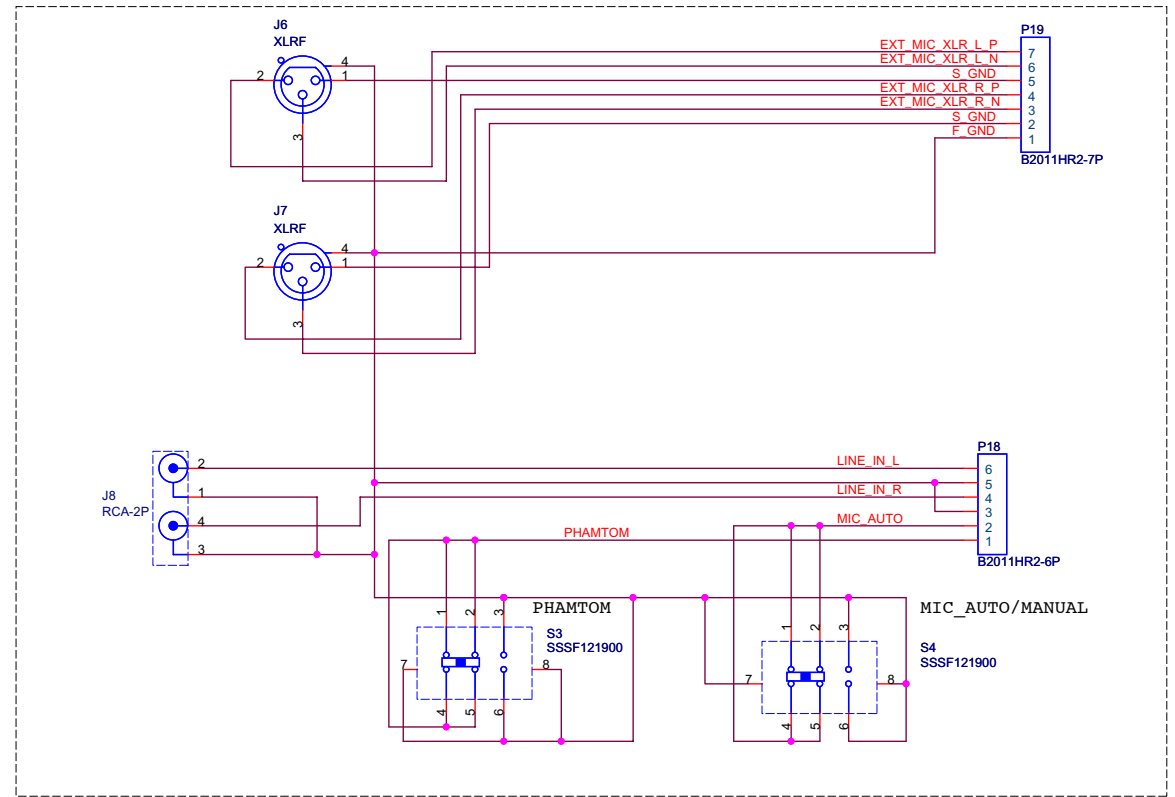 J6
XLRF
4
1
2
3
P19
EXT_MIC_XLR_L_P
7
EXT_MIC_XLR_L_N
6
S_GND
5
EXT_MIC_XLR_R_P
4
EXT_MIC_XLR_R_N
3
S_GND
2
F_GND
1
B2011HR2-7P
J7
XLRF
4
1
2
3
P18
J8
RCA-2P
2
1
4
3
LINE_IN_L
6
5
LINE_IN_R
4
3
MIC_AUTO
2
PHAMTOM
1
B2011HR2-6P
PHAMTOM
S3
SSSF121900
1
2
3
7
8
4
5
6
MIC_AUTO/MANUAL
S4
SSSF121900
1
2
3
7
8
4
5
6